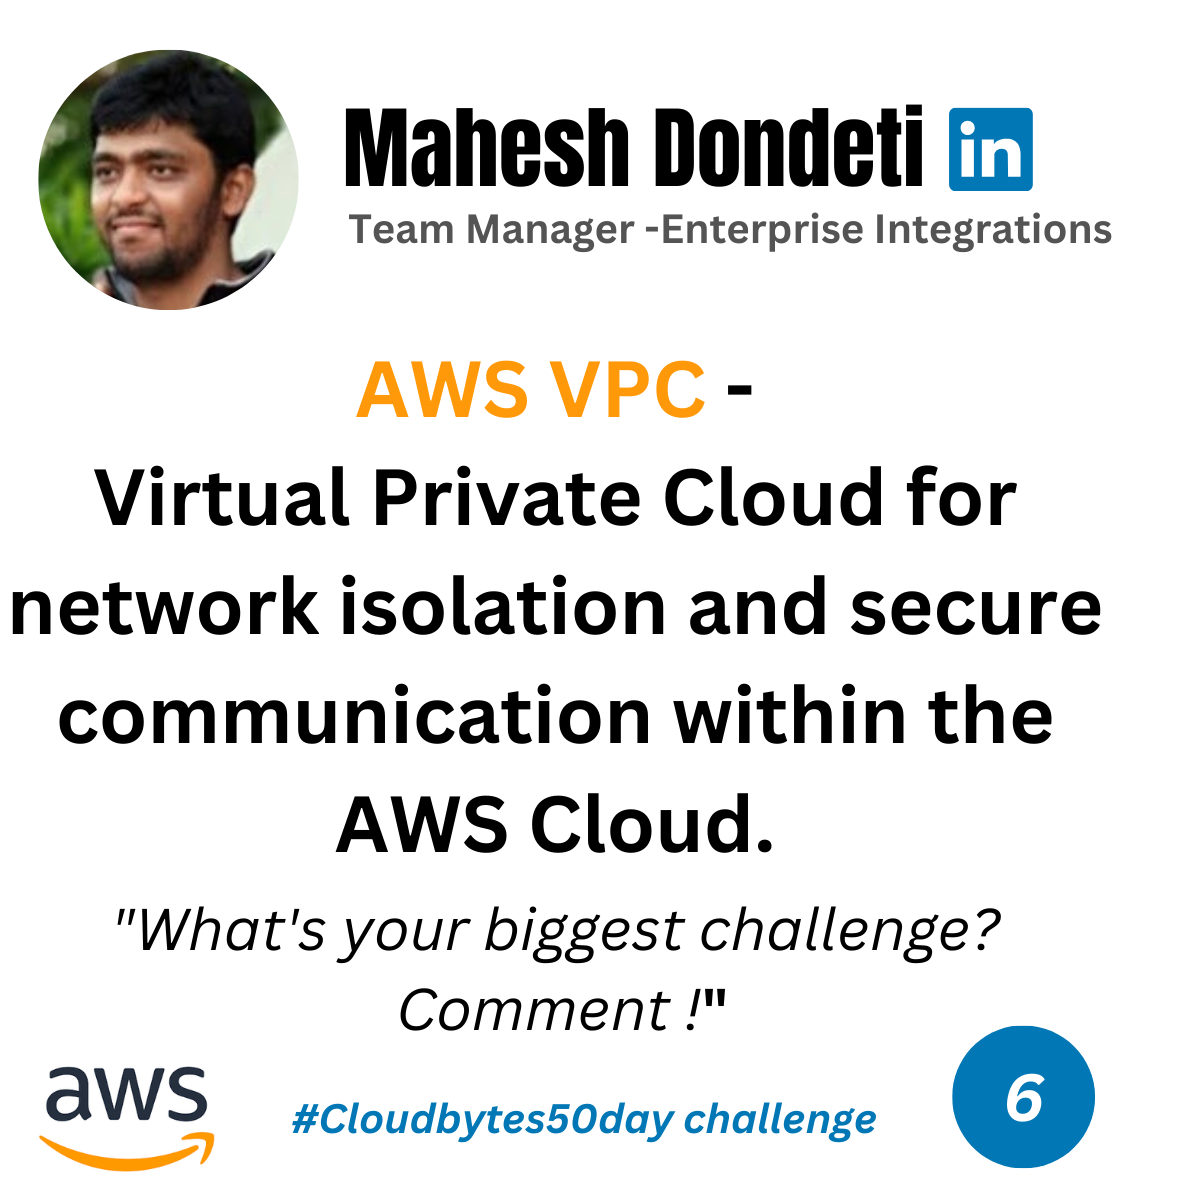 Mahesh Dondeti in
Team Manager -Enterprise Integrations
AWS VPC -
Virtual Private Cloud for
network isolation and secure
communication within the
AWS Cloud.
"What's your biggest challenge?
Comment !"
aws
#Cloudbytes50day challenge
6